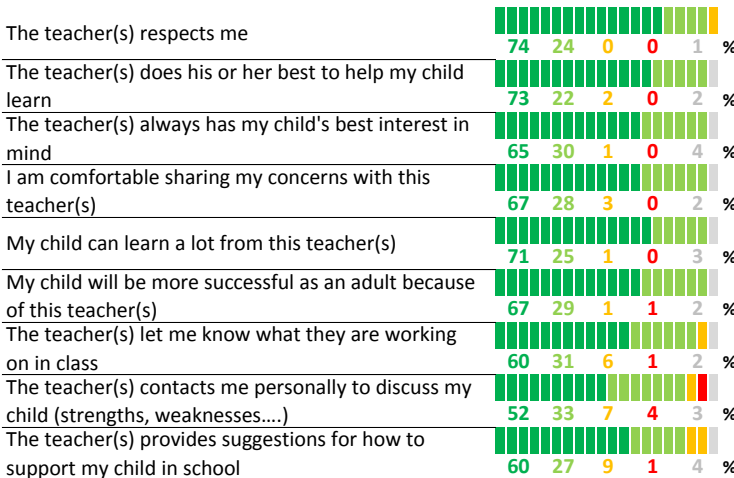 The teacher(s) respects me
74 24 0 0 1 %
The teacher(s) does his or her best to help my child
learn
73 22 2 0 2 %
The teacher(s) always has my child's best interest in
mind
65 30 1 0 4 %
I am comfortable sharing my concerns with this
teacher(s)
67 28 3 0 2 %
My child can learn a lot from this teacher(s)
71 25 1 0 3 %
My child will be more successful as an adult because
of this teacher(s)
67 29 1 1 2 %
The teacher(s) let me know what they are working
on in class
60 31 6 1 2 %
The teacher(s) contacts me personally to discuss my
child (strengths, weaknesses….)
52 33 7 4 3 %
The teacher(s) provides suggestions for how to
support my child in school
60 27 9 1 4 %